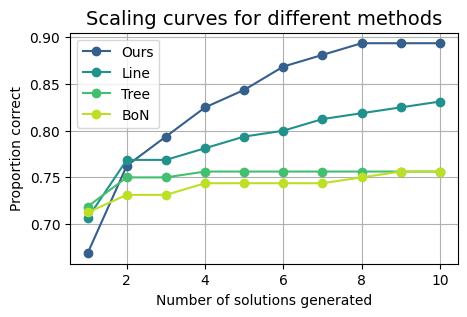 Scaling curves for different methods
0.90
0.85
0.80
0.75
0.70
Proportion correct
Ours
Line
Tree
BoN
2 4 6 8 10
Number of solutions generated